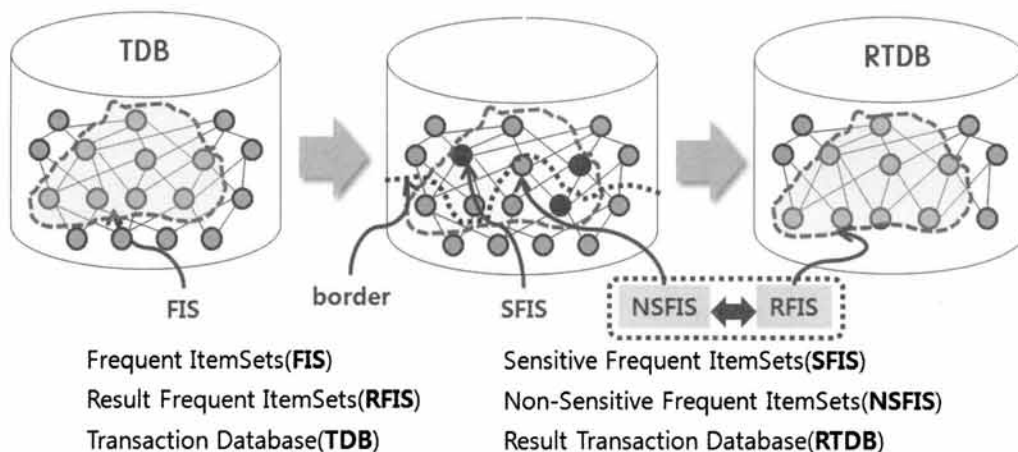 TDB
RTDB
FIS
border
SFIS
NSFIS
RFIS
Frequent ItemSets(FIS)
Sensitive Frequent ItemSets(SFIS)
Result Frequent ItemSets(RFIS)
Non-Sensitive Frequent ItemSets(NSFIS)
Transaction Database(TDB)
Result Transaction Database(RTDB)